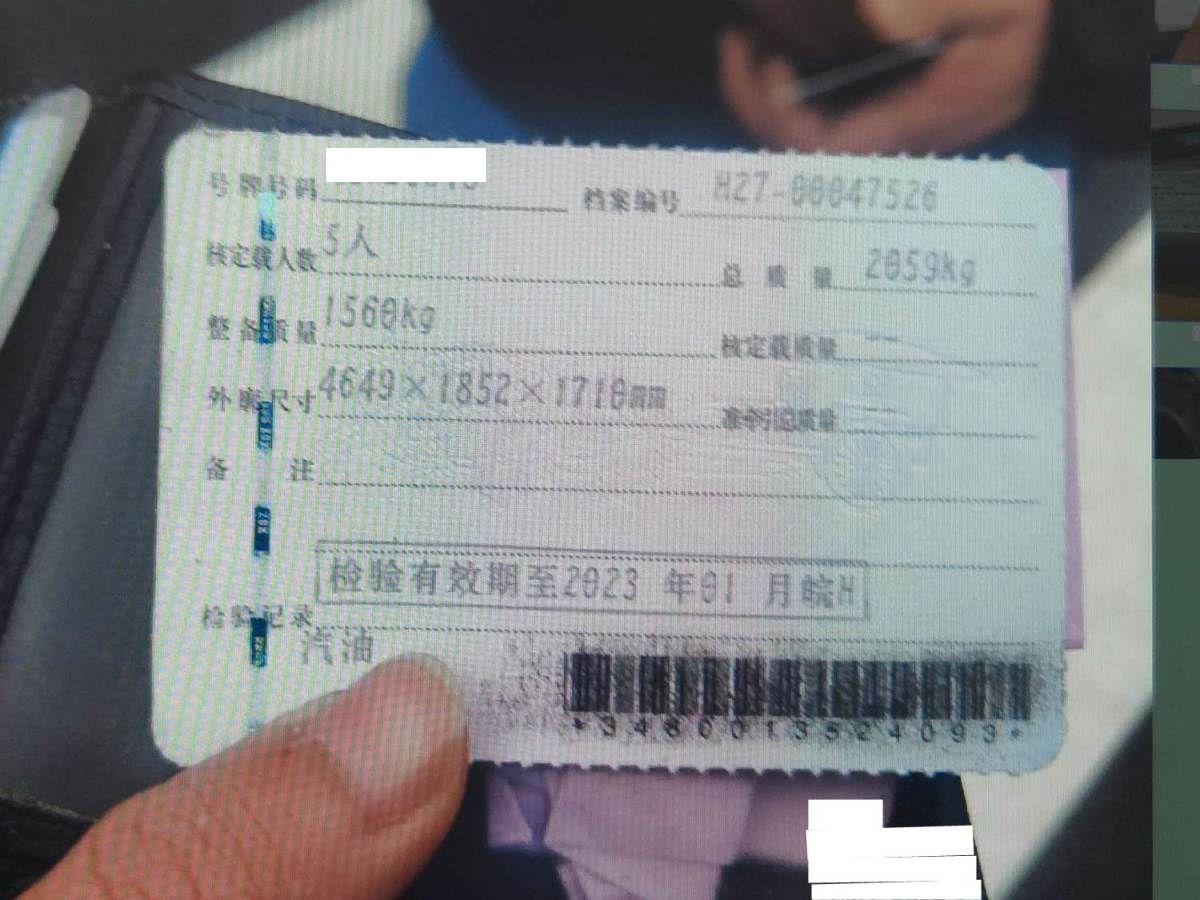 号牌号码 档案编号 H27-00047526
核定载人数 5人 总质量 2059kg
整备质量 1560kg 核定载质量 --
外廓尺寸 4649×1852×1710mm 准牵引总质量 --
备注
检验有效期至2023 年01 月皖H
检验记录
汽油
*3480013524093*